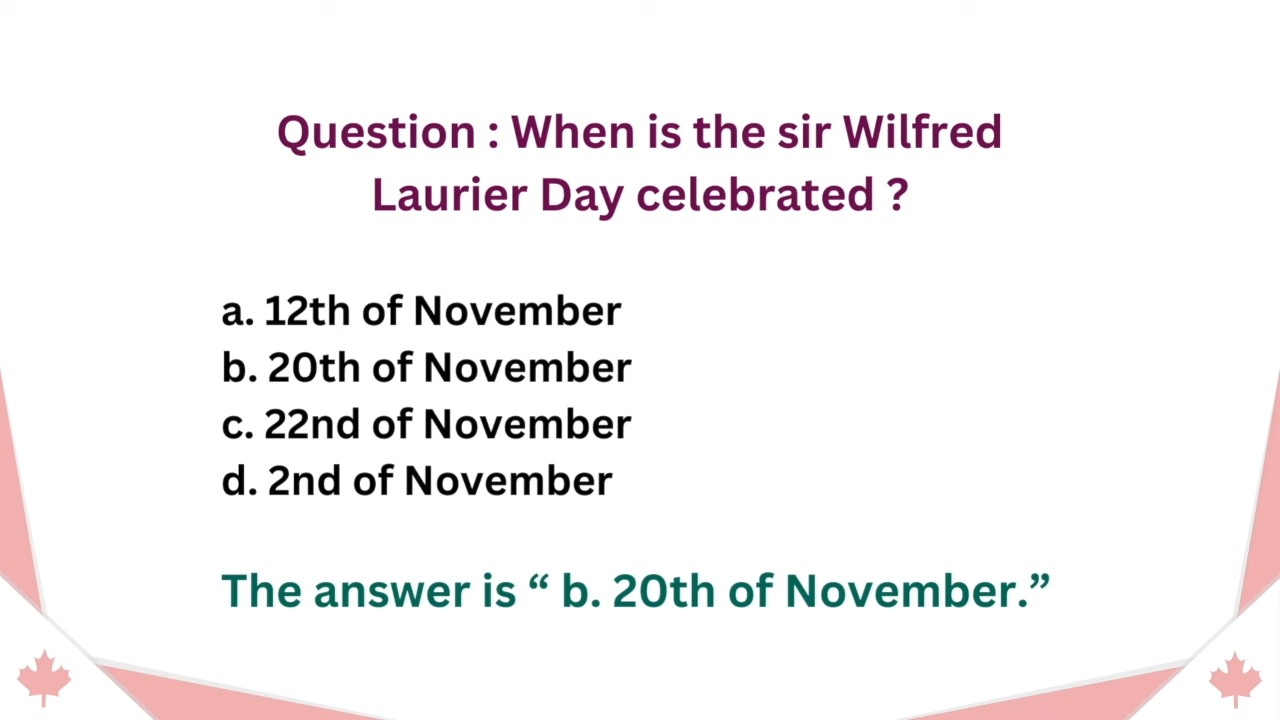 Question : When is the sir Wilfred
Laurier Day celebrated ?
a. 12th of November
b. 20th of November
c. 22nd of November
d. 2nd of November
The answer is “ b. 20th of November.”